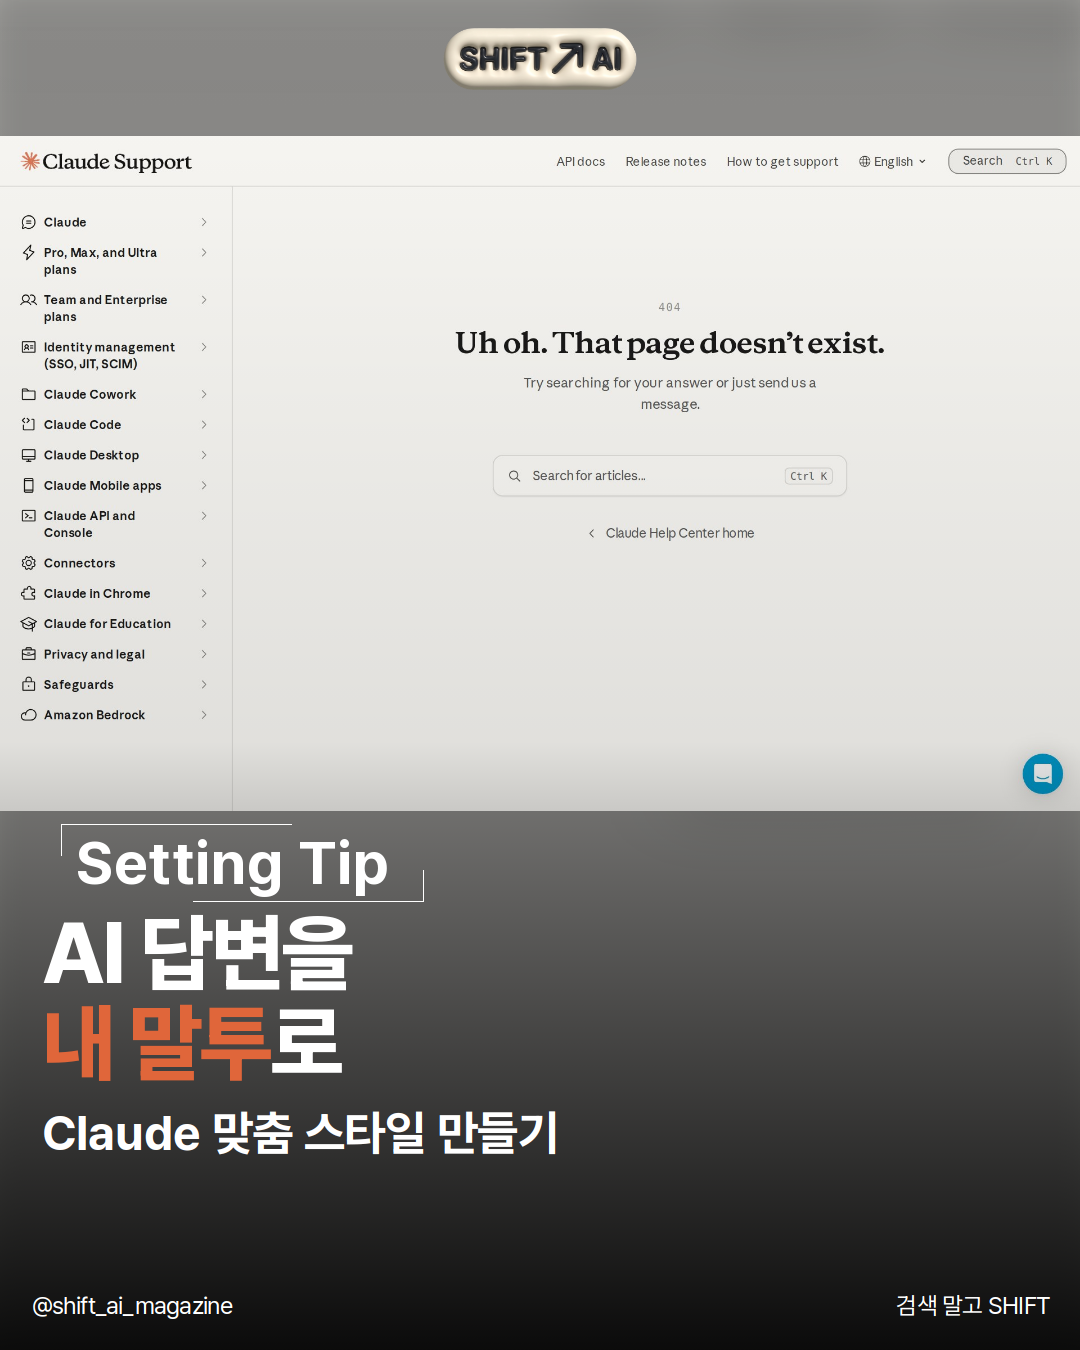 SHIFT AI
Claude Support
API docs
Release notes
How to get support
English
Search Ctrl K
Claude
Pro, Max, and Ultra
plans
Team and Enterprise
plans
Identity management
(SSO, JIT, SCIM)
Claude Cowork
Claude Code
Claude Desktop
Claude Mobile apps
Claude API and
Console
Connectors
Claude in Chrome
Claude for Education
Privacy and legal
Safeguards
Amazon Bedrock
404
Uh oh. That page doesn’t exist.
Try searching for your answer or just send us a
message.
Search for articles... Ctrl K
Claude Help Center home
Setting Tip
AI 답변을
내 말투로
Claude 맞춤 스타일 만들기
@shift_ai_magazine
검색 말고 SHIFT